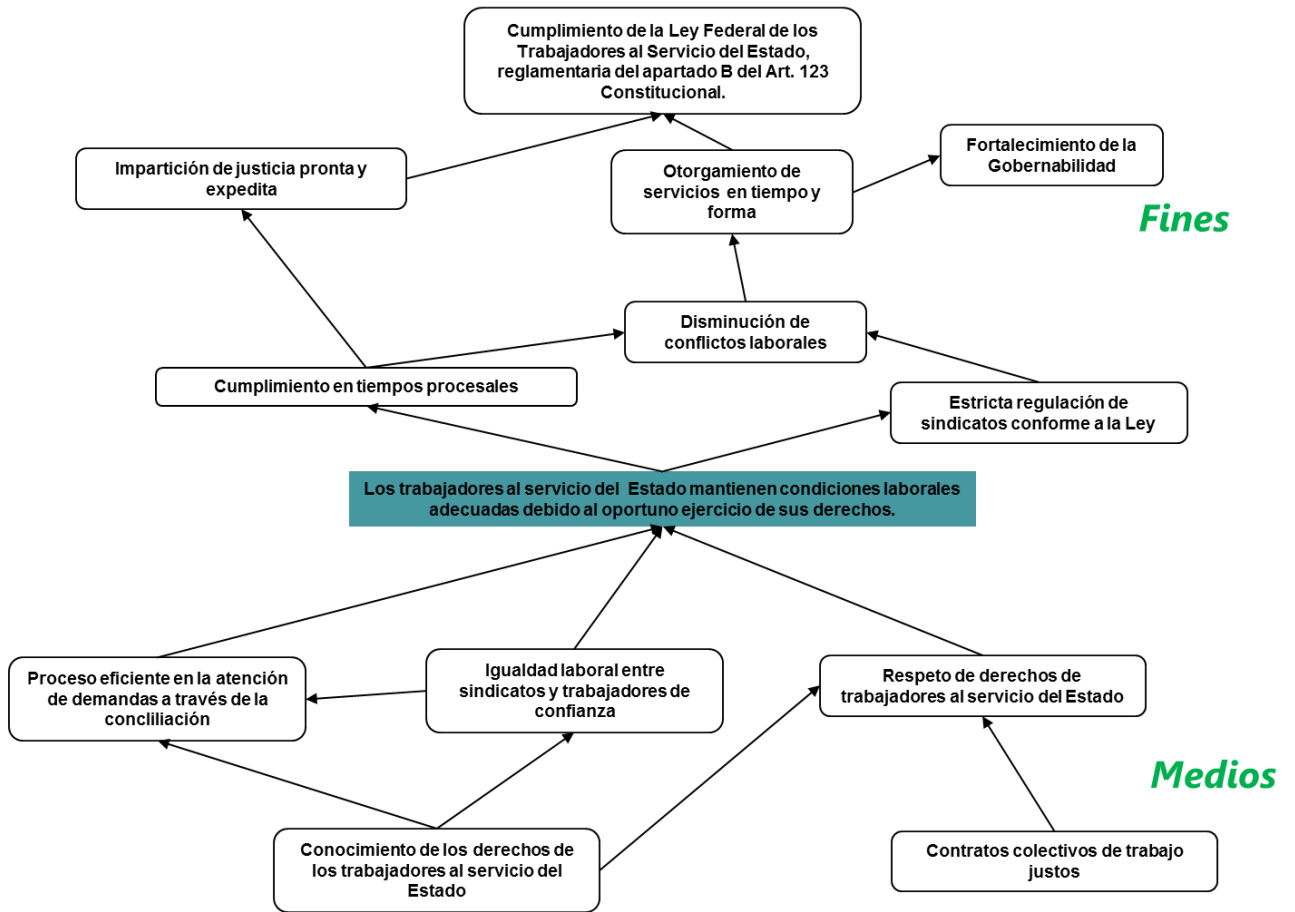 Cumplimiento de la Ley Federal de los
Trabajadores al Servicio del Estado,
reglamentaria del apartado B del Art. 123
Constitucional.
Impartición de justicia pronta y
expedita
Otorgamiento de
servicios en tiempo y
forma
Fortalecimiento de la
Gobernabilidad
Fines
Disminución de
conflictos laborales
Cumplimiento en tiempos procesales
Estricta regulación de
sindicatos conforme a la Ley
Los trabajadores al servicio del Estado mantienen condiciones laborales
adecuadas debido al oportuno ejercicio de sus derechos.
Proceso eficiente en la atención
de demandas a través de la
concliliación
Igualdad laboral entre
sindicatos y trabajadores de
confianza
Respeto de derechos de
trabajadores al servicio del Estado
Medios
Conocimiento de los derechos de
los trabajadores al servicio del
Estado
Contratos colectivos de trabajo
justos